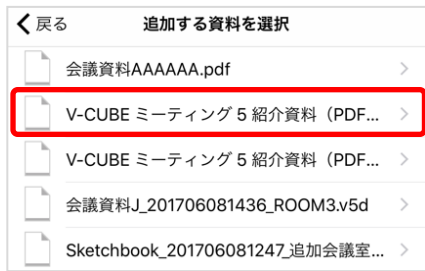 戻る 追加する資料を選択
会議資料AAAAAA.pdf
V-CUBE ミーティング 5 紹介資料（PDF...
V-CUBE ミーティング 5 紹介資料（PDF...
会議資料J_201706081436_ROOM3.v5d
Sketchbook_201706081247_追加会議室...